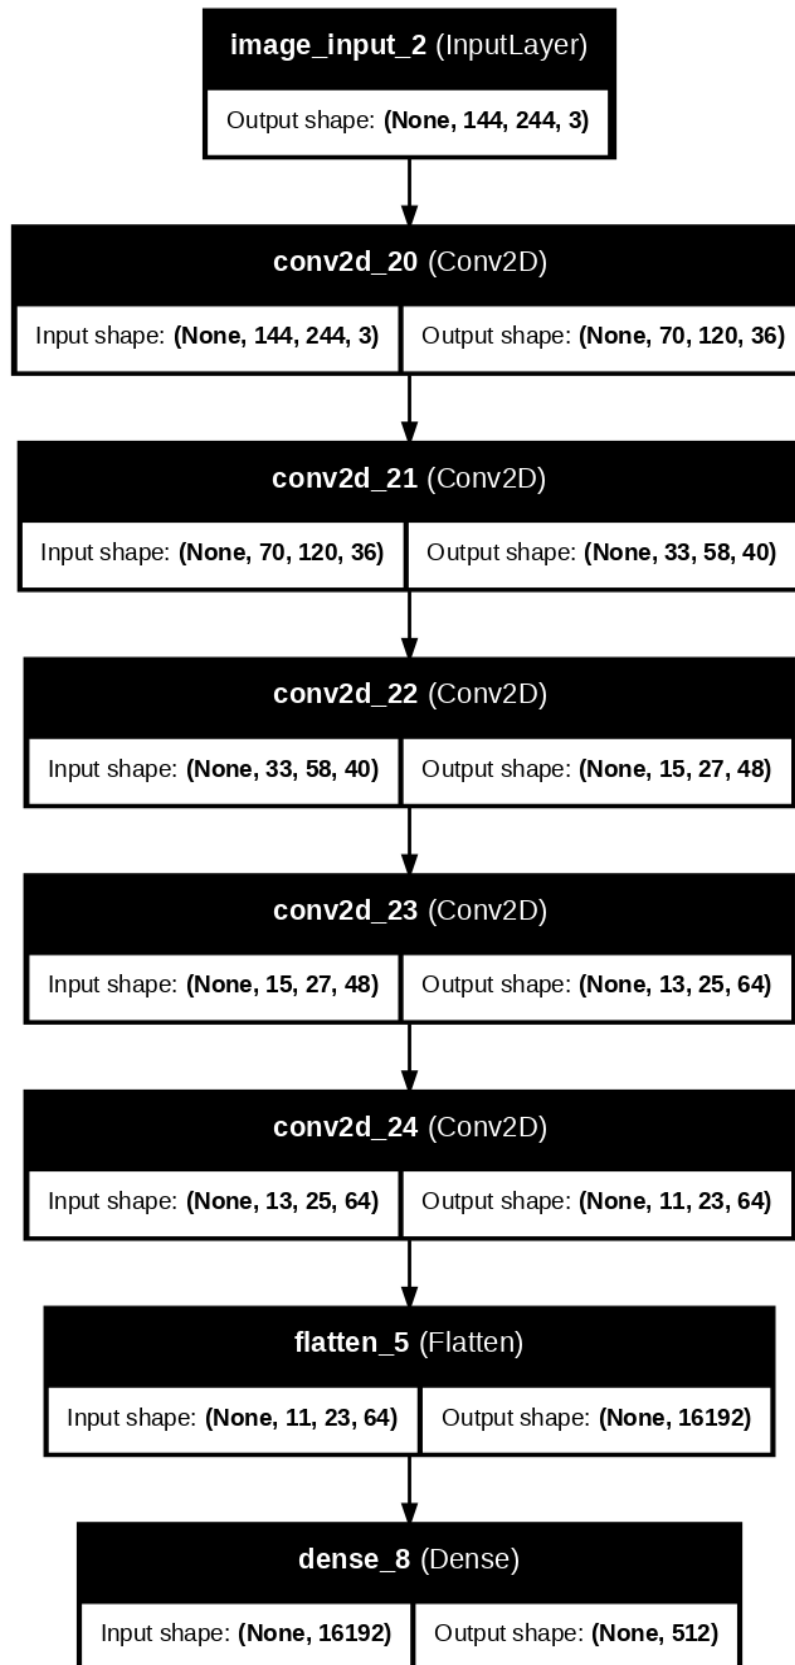 image_input_2 (InputLayer)
Output shape: (None, 144, 244, 3)
conv2d_20 (Conv2D)
Input shape: (None, 144, 244, 3) Output shape: (None, 70, 120, 36)
conv2d_21 (Conv2D)
Input shape: (None, 70, 120, 36) Output shape: (None, 33, 58, 40)
conv2d_22 (Conv2D)
Input shape: (None, 33, 58, 40) Output shape: (None, 15, 27, 48)
conv2d_23 (Conv2D)
Input shape: (None, 15, 27, 48) Output shape: (None, 13, 25, 64)
conv2d_24 (Conv2D)
Input shape: (None, 13, 25, 64) Output shape: (None, 11, 23, 64)
flatten_5 (Flatten)
Input shape: (None, 11, 23, 64) Output shape: (None, 16192)
dense_8 (Dense)
Input shape: (None, 16192) Output shape: (None, 512)